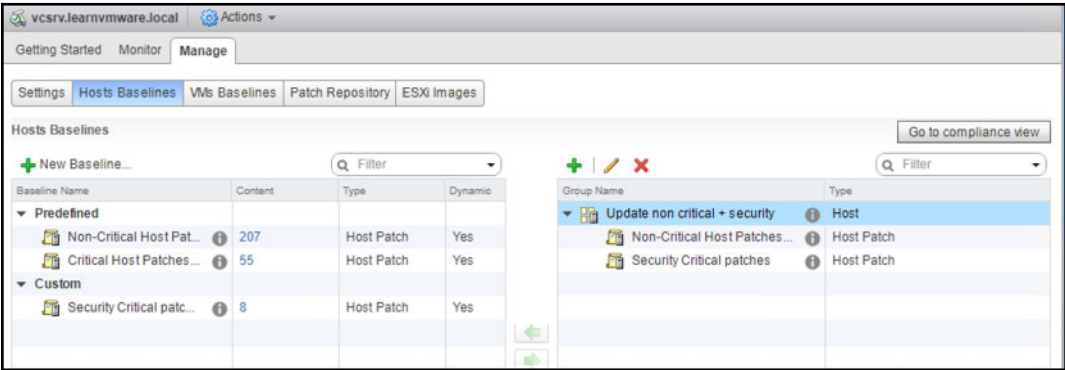 vcsrv.learnvmware.local Actions
Getting Started Monitor Manage
Settings Hosts Baselines VMs Baselines Patch Repository ESXi Images
Hosts Baselines Go to compliance view
New Baseline... Filter Filter
Baseline Name Content Type Dynamic Group Name Type
Predefined Update non critical + security Host
Non-Critical Host Pat... 207 Host Patch Yes Non-Critical Host Patches... Host Patch
Critical Host Patches... 55 Host Patch Yes Security Critical patches Host Patch
Custom
Security Critical patc... 8 Host Patch Yes